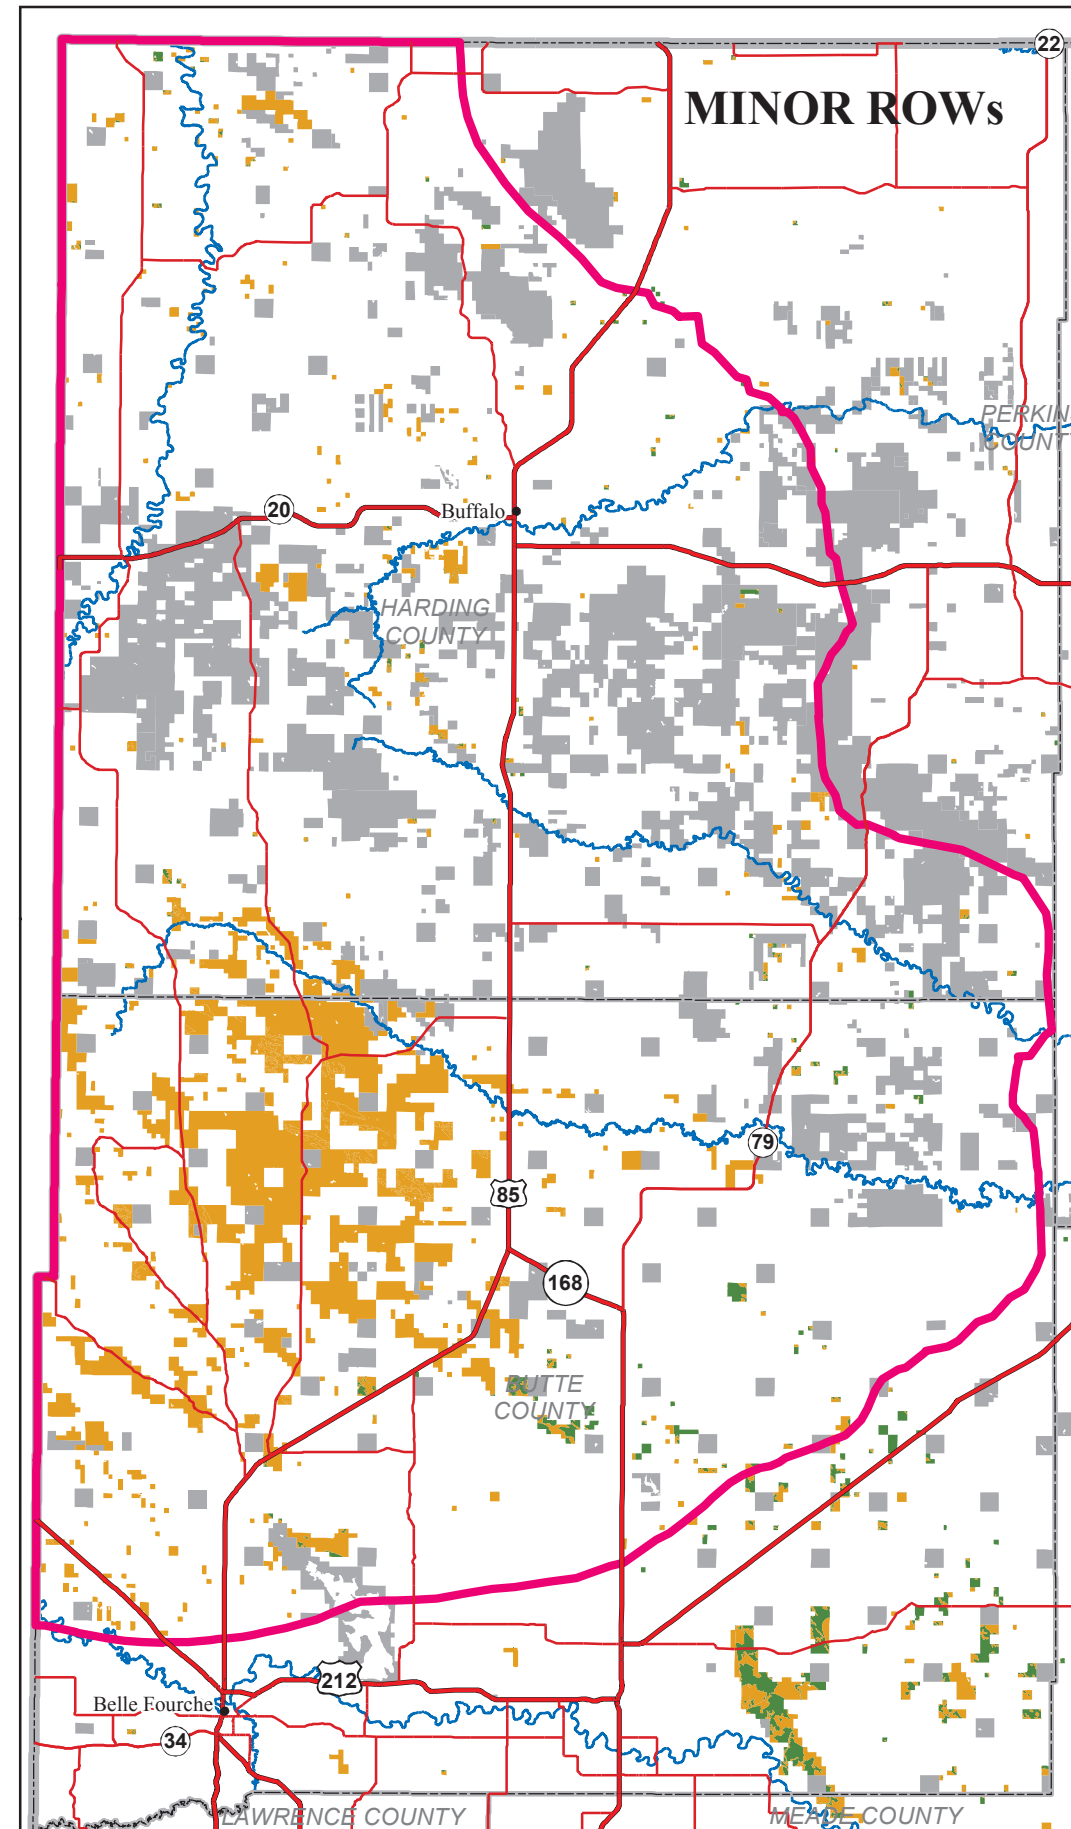 22
MINOR ROWs
PERKIN
COUNT
20
Buffalo
HARDING
COUNTY
79
85
168
BUTTE
COUNTY
212
Belle Fourche
34
LAWRENCE COUNTY
MEADE COUNTY